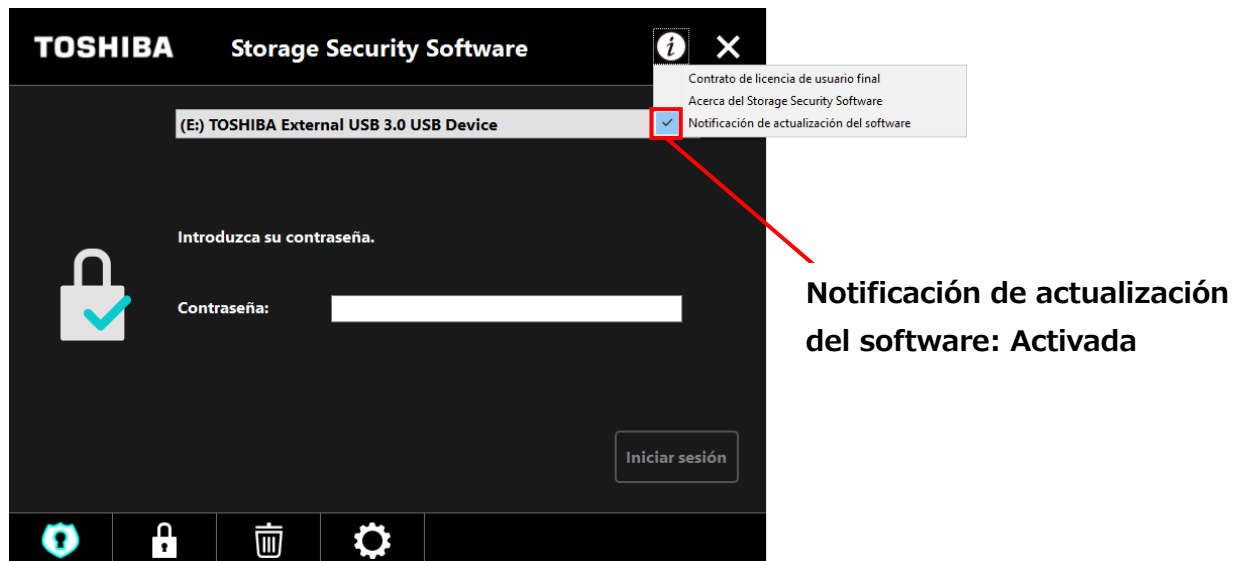 TOSHIBA Storage Security Software
Contrato de licencia de usuario final
Acerca del Storage Security Software
Notificación de actualización del software
(E:) TOSHIBA External USB 3.0 USB Device
Introduzca su contraseña.
Contraseña:
Notificación de actualización
del software: Activada
Iniciar sesión